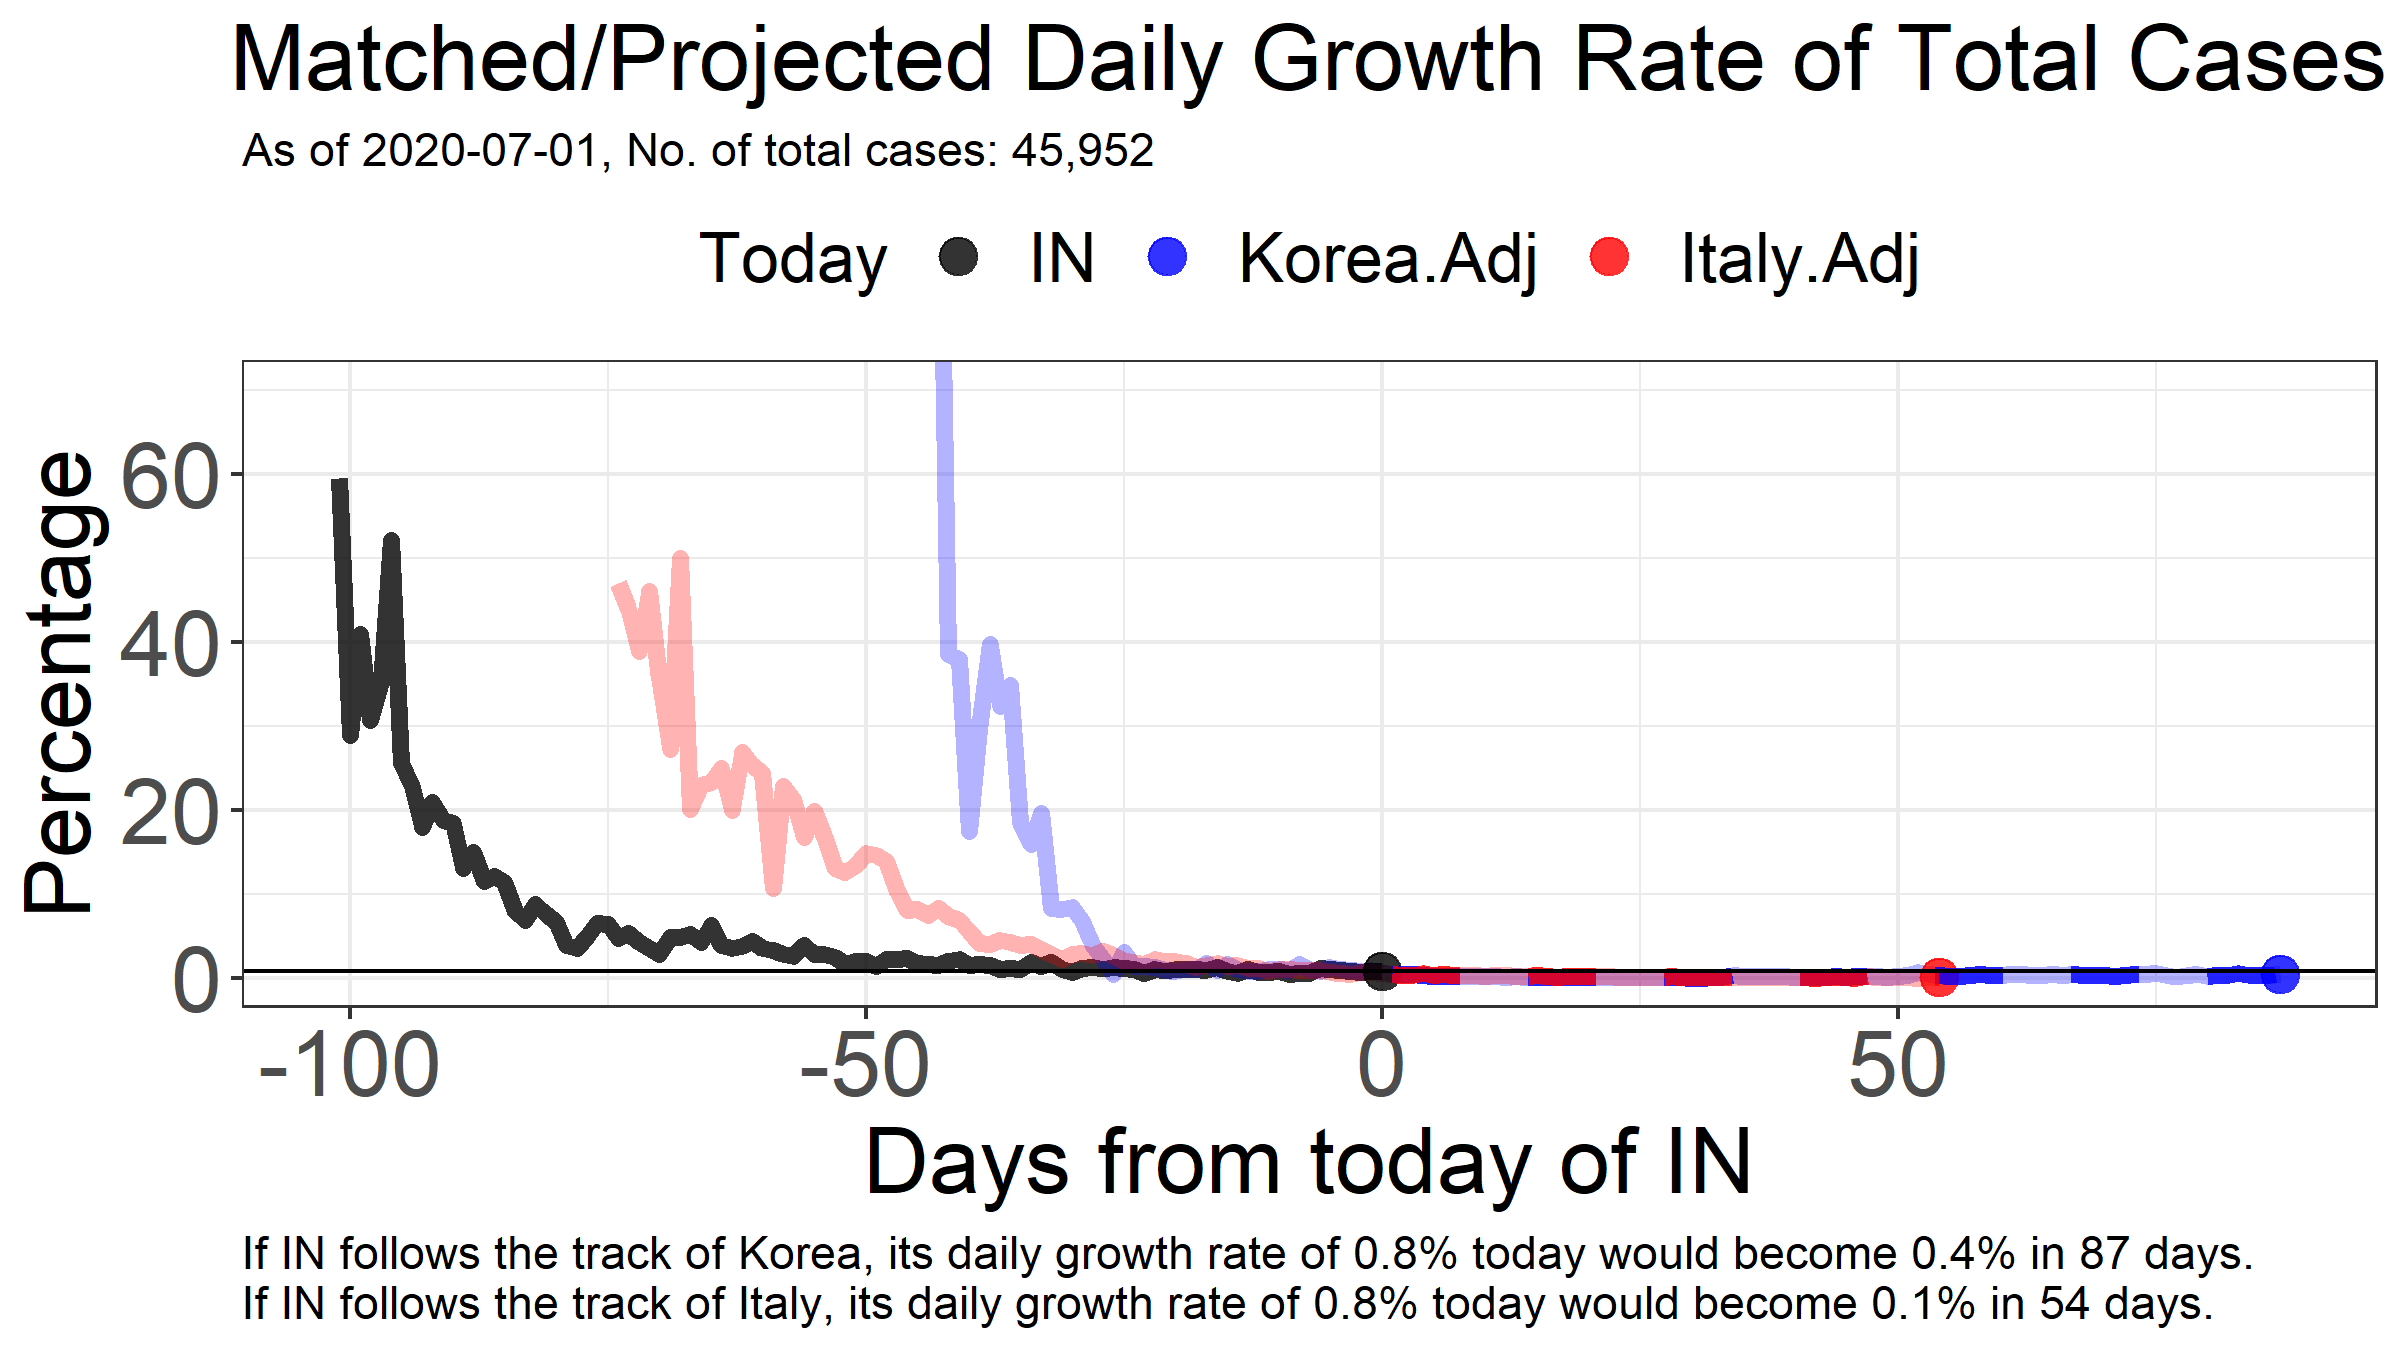 Matched/Projected Daily Growth Rate of Total Cases
As of 2020-07-01, No. of total cases: 45,952
Today IN Korea.Adj Italy.Adj
Percentage
60
40
20
0
-100 -50 0 50
Days from today of IN
If IN follows the track of Korea, its daily growth rate of 0.8% today would become 0.4% in 87 days.
If IN follows the track of Italy, its daily growth rate of 0.8% today would become 0.1% in 54 days.